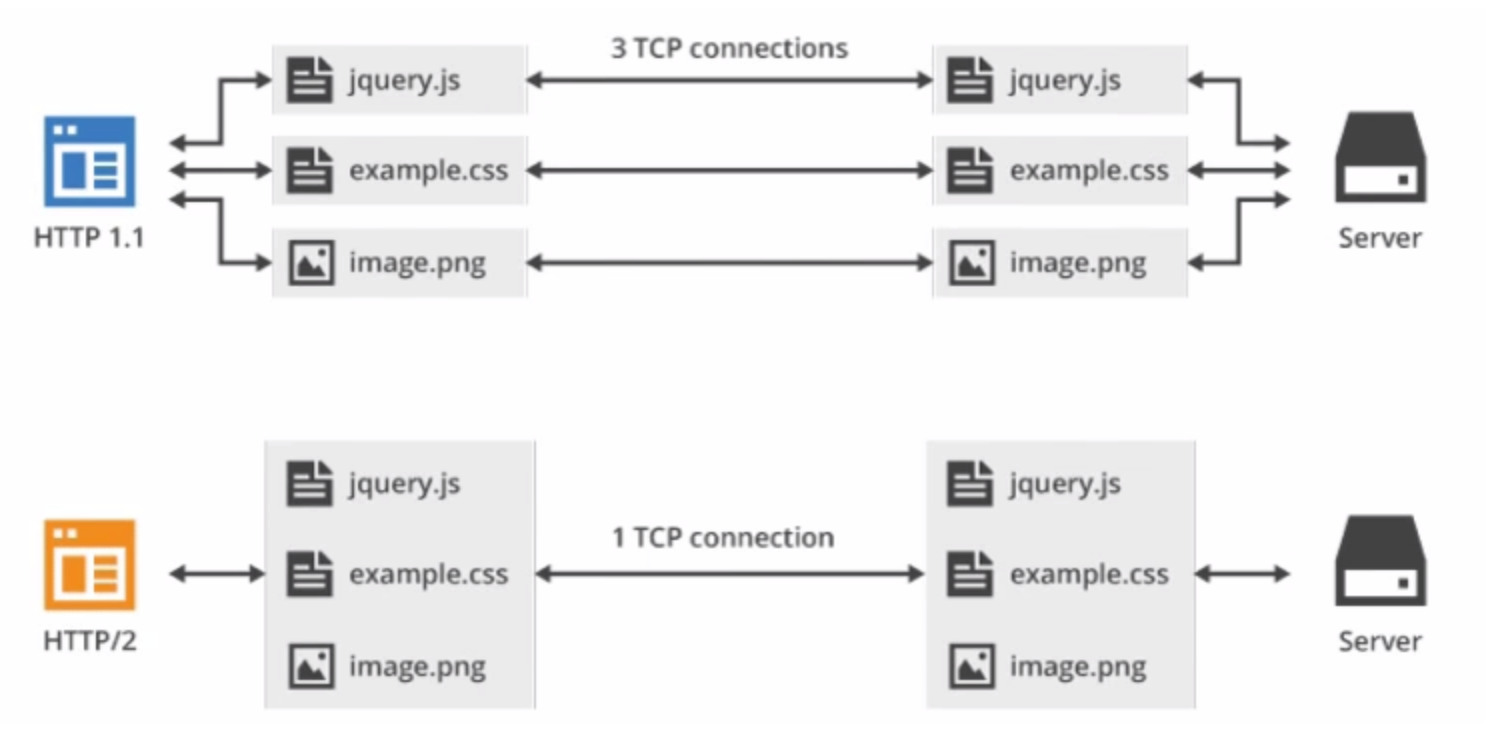 3 TCP connections
jquery.js
jquery.js
example.css
example.css
HTTP 1.1
image.png
image.png
Server
jquery.js
jquery.js
1 TCP connection
example.css
example.css
HTTP/2
image.png
image.png
Server